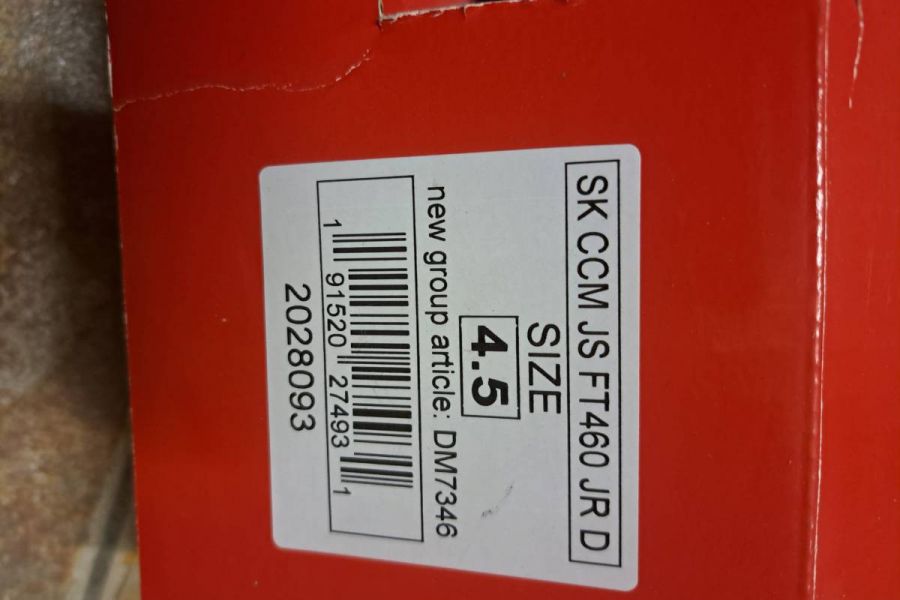 SK CCM JS FT460 JR D
SIZE
4.5
new group article: DM7346
1 91520 27493 1
2028093